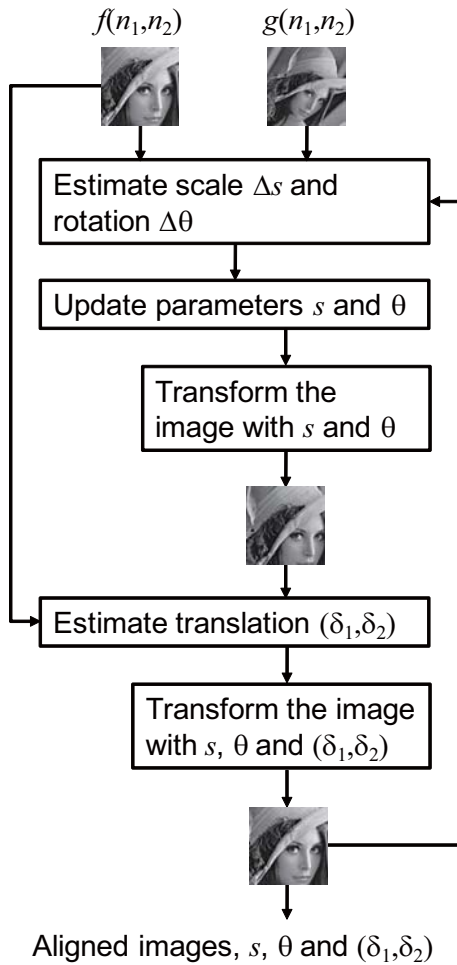 f(n₁,n₂)
g(n₁,n₂)
Estimate scale Δs and
rotation Δθ
Update parameters s and θ
Transform the
image with s and θ
Estimate translation (δ₁,δ₂)
Transform the image
with s, θ and (δ₁,δ₂)
Aligned images, s, θ and (δ₁,δ₂)